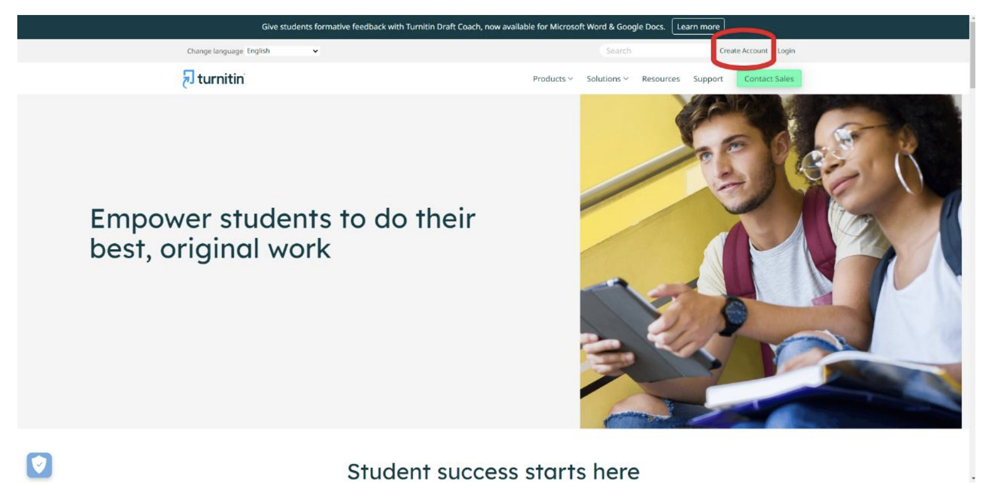 Give students formative feedback with Turnitin Draft Coach, now available for Microsoft Word & Google Docs. Learn more
Change language English Search Create Account Login
turnitin Products Solutions Resources Support Contact Sales
Empower students to do their
best, original work
Student success starts here